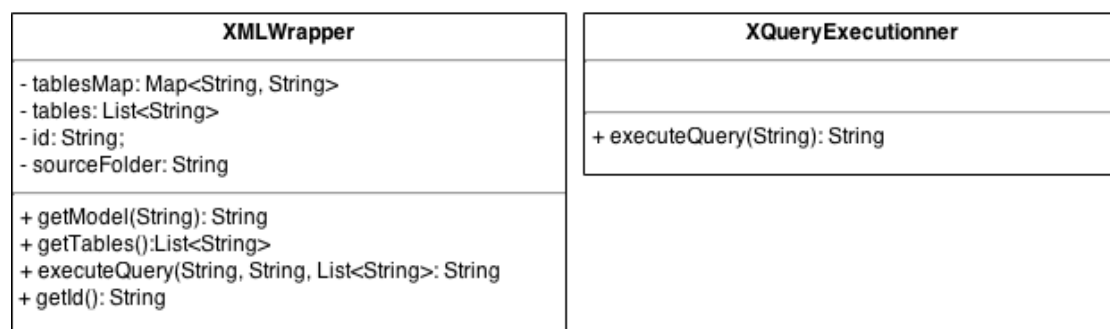 XMLWrapper
- tablesMap: Map<String, String>
- tables: List<String>
- id: String;
- sourceFolder: String
+ getModel(String): String
+ getTables():List<String>
+ executeQuery(String, String, List<String>: String
+ getId(): String
XQueryExecutionner
+ executeQuery(String): String